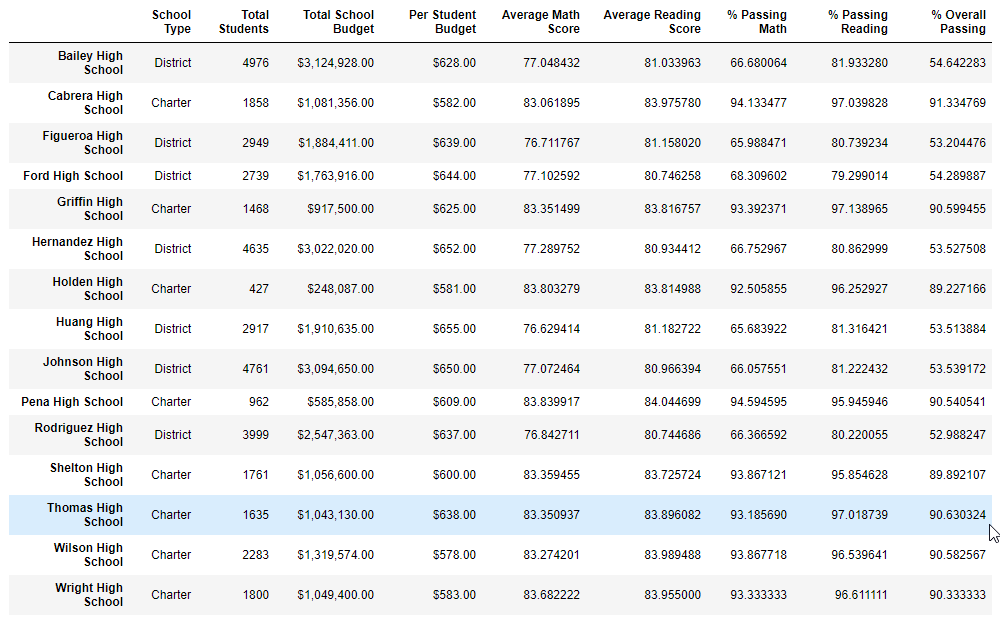 School Type Total Students Total School Budget Per Student Budget Average Math Score Average Reading Score % Passing Math % Passing Reading % Overall Passing
Bailey High School District 4976 $3,124,928.00 $628.00 77.048432 81.033963 66.680064 81.933280 54.642283
Cabrera High School Charter 1858 $1,081,356.00 $582.00 83.061895 83.975780 94.133477 97.039828 91.334769
Figueroa High School District 2949 $1,884,411.00 $639.00 76.711767 81.158020 65.988471 80.739234 53.204476
Ford High School District 2739 $1,763,916.00 $644.00 77.102592 80.746258 68.309602 79.299014 54.289887
Griffin High School Charter 1468 $917,500.00 $625.00 83.351499 83.816757 93.392371 97.138965 90.599455
Hernandez High School District 4635 $3,022,020.00 $652.00 77.289752 80.934412 66.752967 80.862999 53.527508
Holden High School Charter 427 $248,087.00 $581.00 83.803279 83.814988 92.505855 96.252927 89.227166
Huang High School District 2917 $1,910,635.00 $655.00 76.629414 81.182722 65.683922 81.316421 53.513884
Johnson High School District 4761 $3,094,650.00 $650.00 77.072464 80.966394 66.057551 81.222432 53.539172
Pena High School Charter 962 $585,858.00 $609.00 83.839917 84.044699 94.594595 95.945946 90.540541
Rodriguez High School District 3999 $2,547,363.00 $637.00 76.842711 80.744686 66.366592 80.220055 52.988247
Shelton High School Charter 1761 $1,056,600.00 $600.00 83.359455 83.725724 93.867121 95.854628 89.892107
Thomas High School Charter 1635 $1,043,130.00 $638.00 83.350937 83.896082 93.185690 97.018739 90.630324
Wilson High School Charter 2283 $1,319,574.00 $578.00 83.274201 83.989488 93.867718 96.539641 90.582567
Wright High School Charter 1800 $1,049,400.00 $583.00 83.682222 83.955000 93.333333 96.611111 90.333333